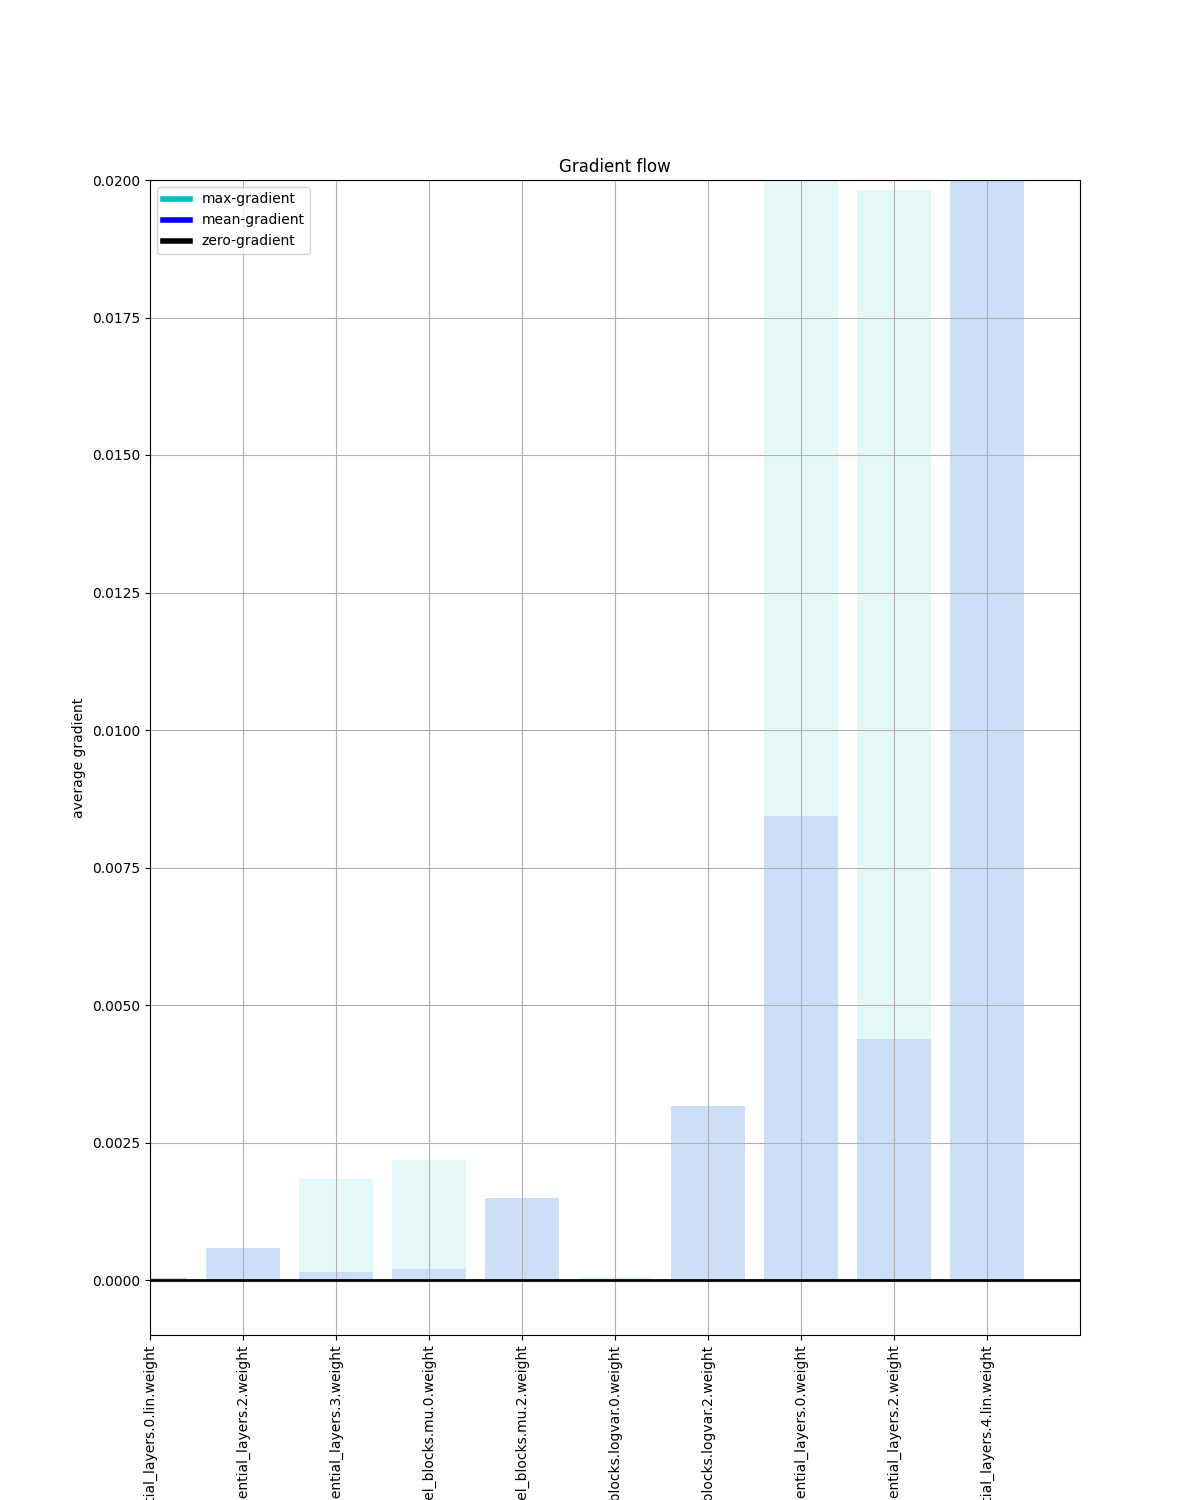 Gradient flow
max-gradient
mean-gradient
zero-gradient
0.0200
0.0175
0.0150
0.0125
0.0100
0.0075
0.0050
0.0025
0.0000
average gradient
tial_layers.0.lin.weight
ential_layers.2.weight
ential_layers.3.weight
el_blocks.mu.0.weight
el_blocks.mu.2.weight
blocks.logvar.0.weight
blocks.logvar.2.weight
ential_layers.0.weight
ential_layers.2.weight
tial_layers.4.lin.weight